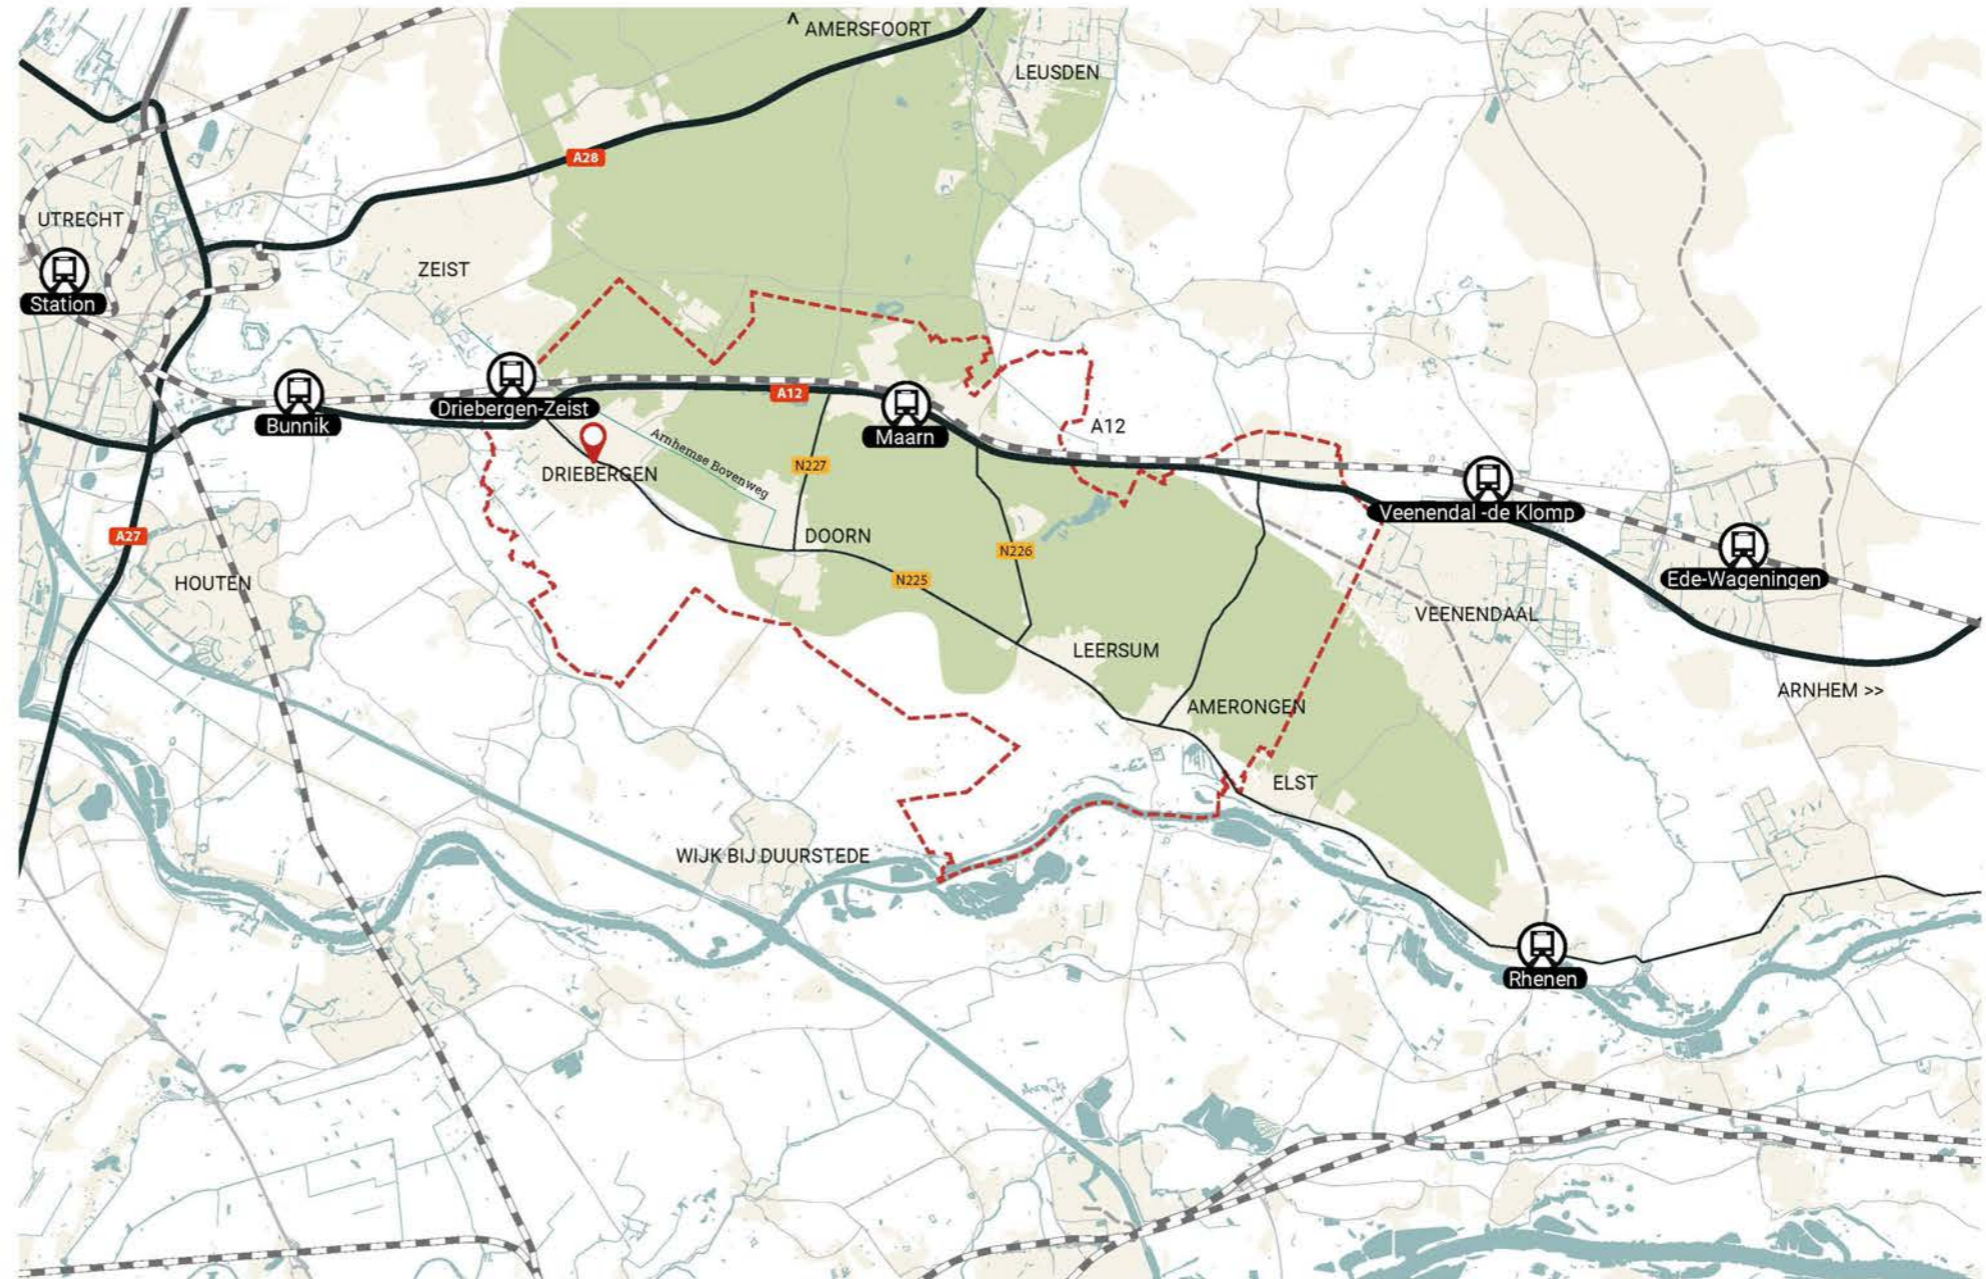 ^ AMERSFOORT
LEUSDEN
A28
UTRECHT
ZEIST
Station
Driebergen-Zeist
A12
Bunnik
Maarn
A12
Arnhemse Bovenweg
N227
DRIEBERGEN
Veenendal -de Klomp
A27
DOORN
N226
Ede-Wageningen
HOUTEN
N225
VEENENDAAL
LEERSUM
ARNHEM >>
AMERONGEN
ELST
WIJK BIJ DUURSTEDE
Rhenen